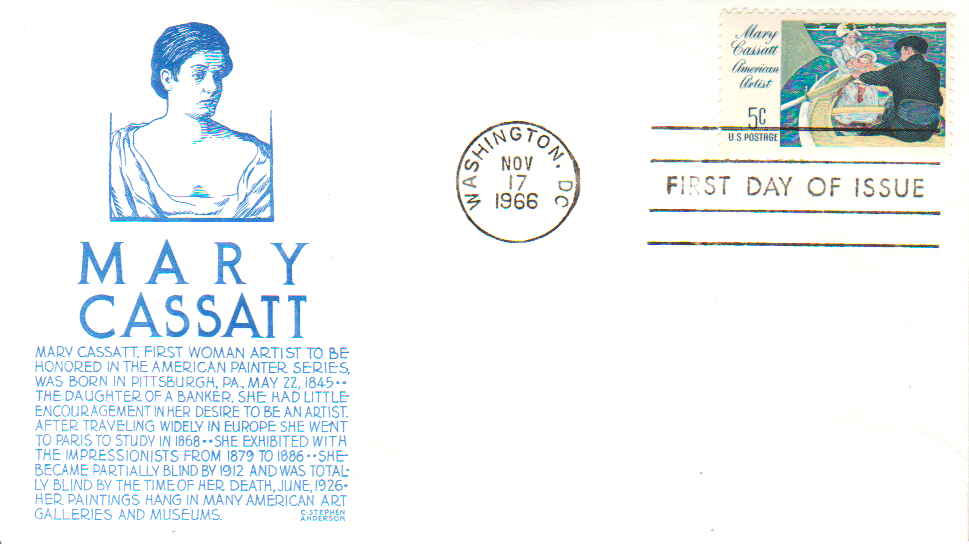 Mary
Cassatt
American
Artist
5c
U.S. POSTAGE
WASHINGTON, DC
NOV
17
1966
FIRST DAY OF ISSUE
MARY
CASSATT
MARY CASSATT, FIRST WOMAN ARTIST TO BE
HONORED IN THE AMERICAN PAINTER SERIES,
WAS BORN IN PITTSBURGH, PA., MAY 22, 1845··
THE DAUGHTER OF A BANKER, SHE HAD LITTLE
ENCOURAGEMENT IN HER DESIRE TO BE AN ARTIST.
AFTER TRAVELING WIDELY IN EUROPE SHE WENT
TO PARIS TO STUDY IN 1868··SHE EXHIBITED WITH
THE IMPRESSIONISTS FROM 1879 TO 1886··SHE
BECAME PARTIALLY BLIND BY 1912 AND WAS TOTAL-
LY BLIND BY THE TIME OF HER DEATH, JUNE, 1926·
HER PAINTINGS HANG IN MANY AMERICAN ART
GALLERIES AND MUSEUMS.
C·STEPHEN
ANDERSON